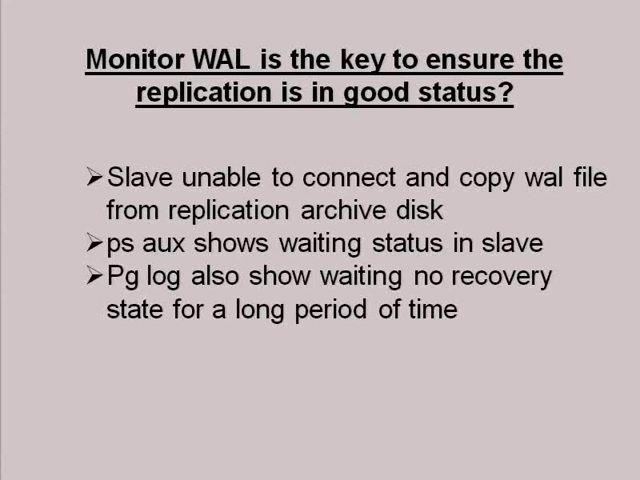 Monitor WAL is the key to ensure the
replication is in good status?
➢Slave unable to connect and copy wal file
from replication archive disk
➢ps aux shows waiting status in slave
➢Pg log also show waiting no recovery
state for a long period of time